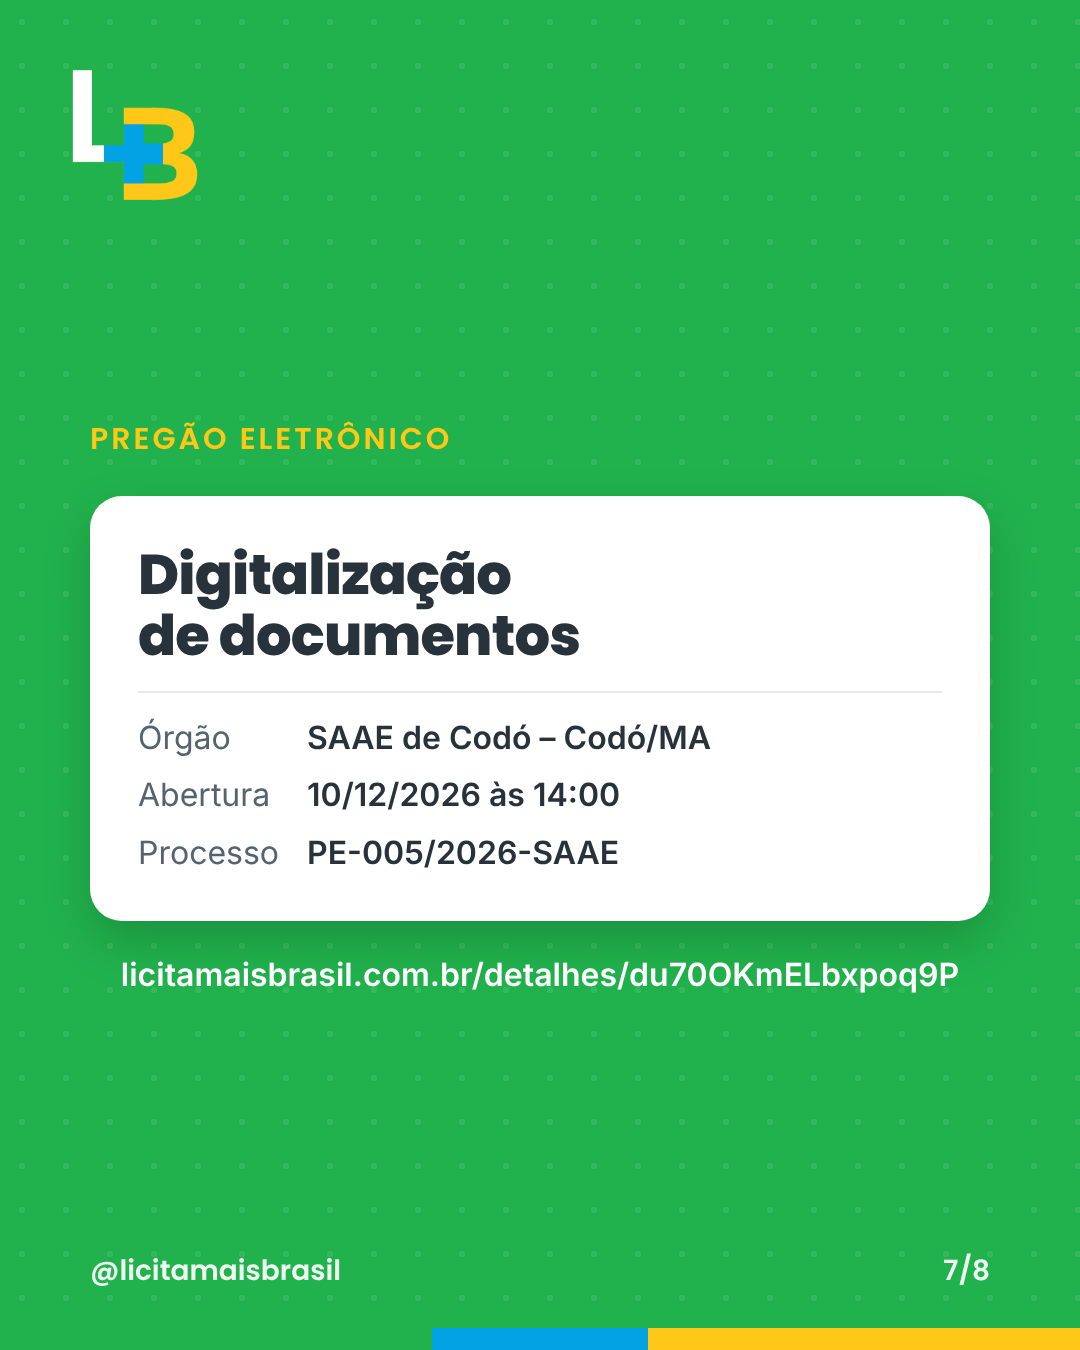 L+B
PREGÃO ELETRÔNICO
Digitalização
de documentos
Órgão SAAE de Codó – Codó/MA
Abertura 10/12/2026 às 14:00
Processo PE-005/2026-SAAE
licitamaisbrasil.com.br/detalhes/du70OKmELbxpoq9P
@licitamaisbrasil 7/8